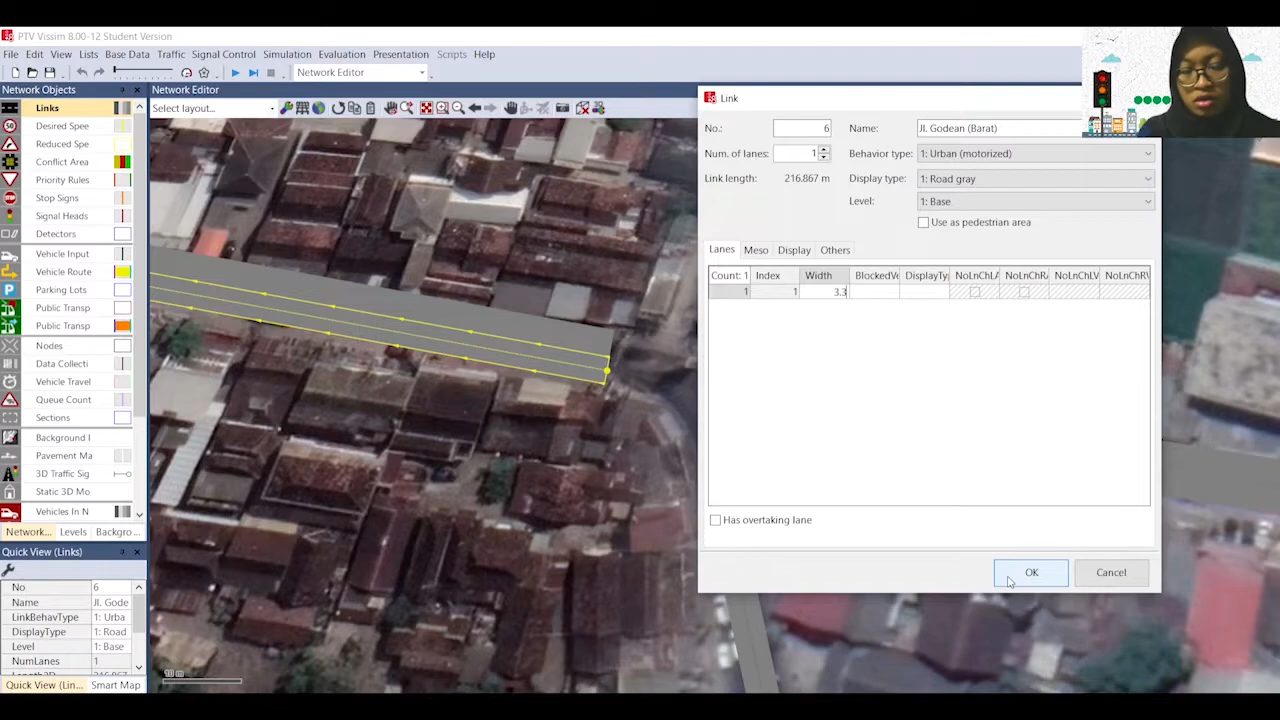 PTV Vissim 8.00-12 Student Version
File Edit View Lists Base Data Traffic Signal Control Simulation Evaluation Presentation Scripts Help
Network Editor
Network Objects
Network Editor
Select layout...
Links
Desired Spee
Reduced Spe
Conflict Area
Priority Rules
Stop Signs
Signal Heads
Detectors
Vehicle Input
Vehicle Route
Parking Lots
Public Transp
Public Transp
Nodes
Data Collecti
Vehicle Travel
Queue Count
Sections
Background I
Pavement Ma
3D Traffic Sig
Static 3D Mo
Vehicles In N
Network... Levels Backgro...
Quick View (Links)
No 6
Name Jl. Gode
LinkBehavType 1: Urba
DisplayType 1: Road
Level 1: Base
NumLanes 1
Length2D 216.867
Quick View (Lin... Smart Map
10 m
Link
No.: 6 Name: Jl. Godean (Barat)
Num. of lanes: 1 Behavior type: 1: Urban (motorized)
Link length: 216.867 m Display type: 1: Road gray
Level: 1: Base
Use as pedestrian area
Lanes Meso Display Others
Count: 1 Index Width BlockedVe DisplayTyp NoLnChLA NoLnChRA NoLnChLV NoLnChRV
1 1 3.3
Has overtaking lane
OK Cancel